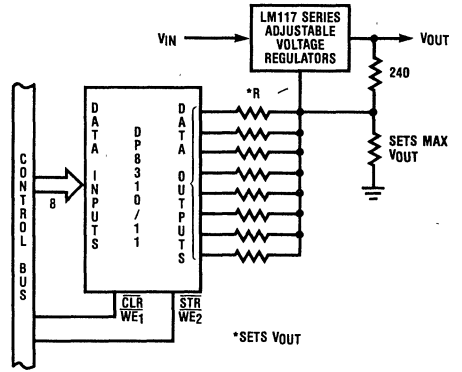 LM117 SERIES
ADJUSTABLE
VOLTAGE
REGULATORS
VIN
VOUT
240
*R
SETS MAX
VOUT
CONTROL BUS
8
DATA INPUTS
DP8310/11
DATA OUTPUTS
CLR
WE1
STR
WE2
*SETS VOUT